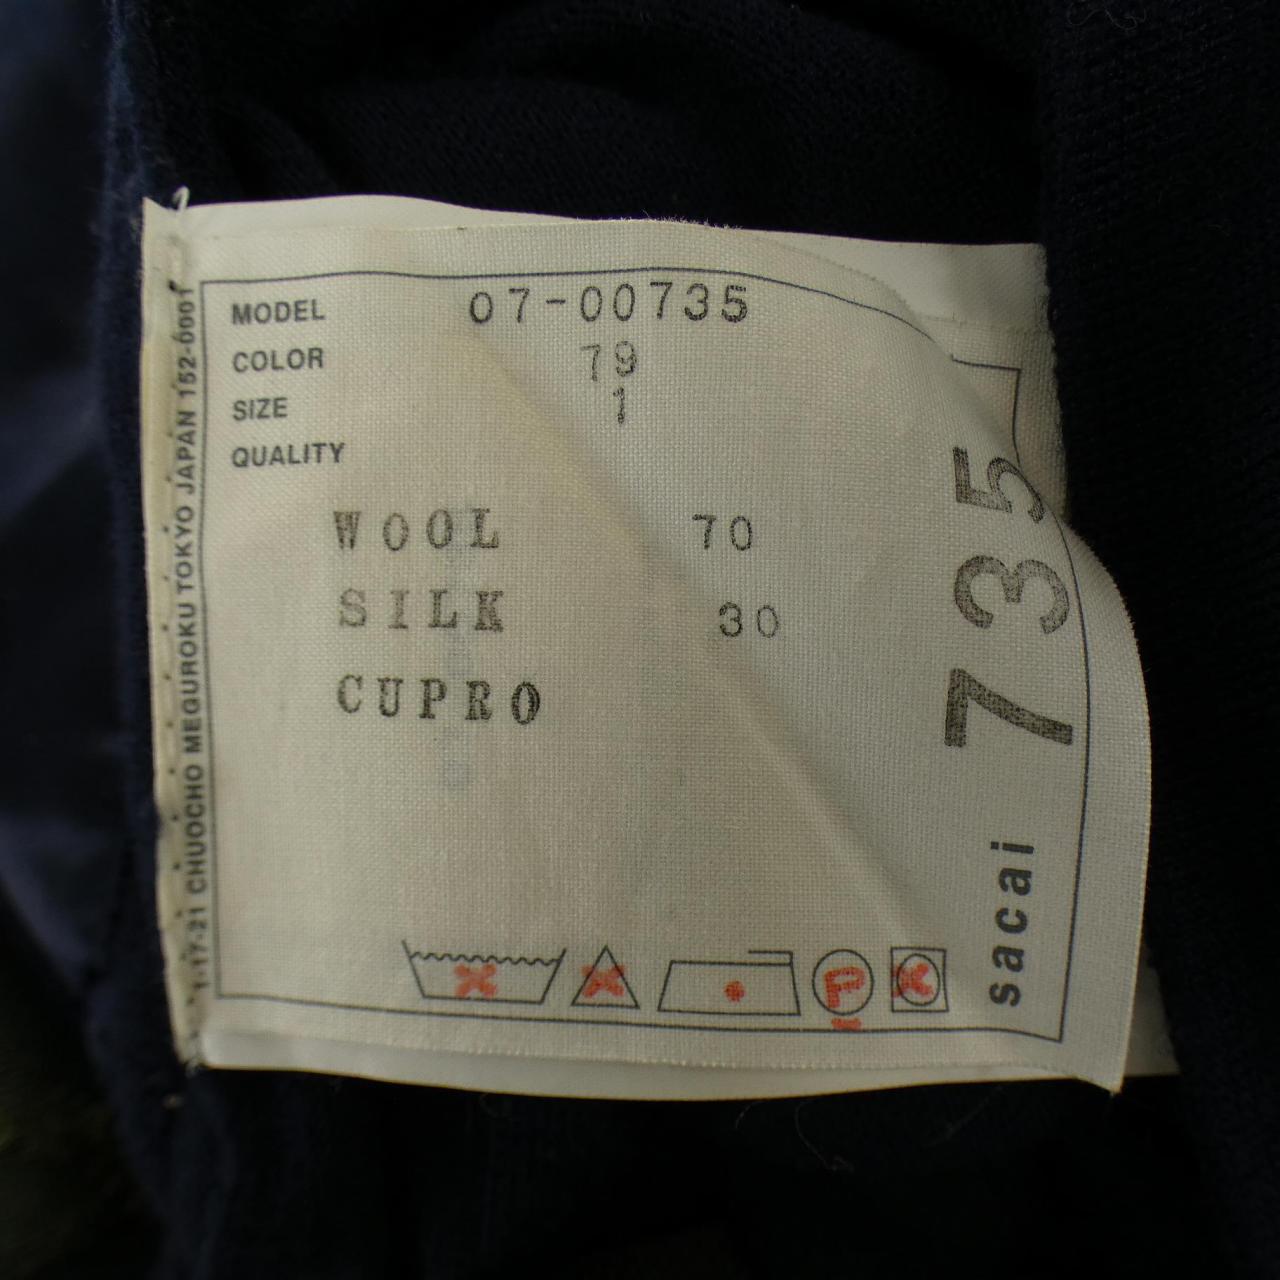 MODEL 07-00735
COLOR 79
SIZE 1
QUALITY
WOOL 70
SILK 30
CUPRO
735
sacai
P
1-17-21 CHUOCHO MEGUROKU TOKYO JAPAN 152-0001